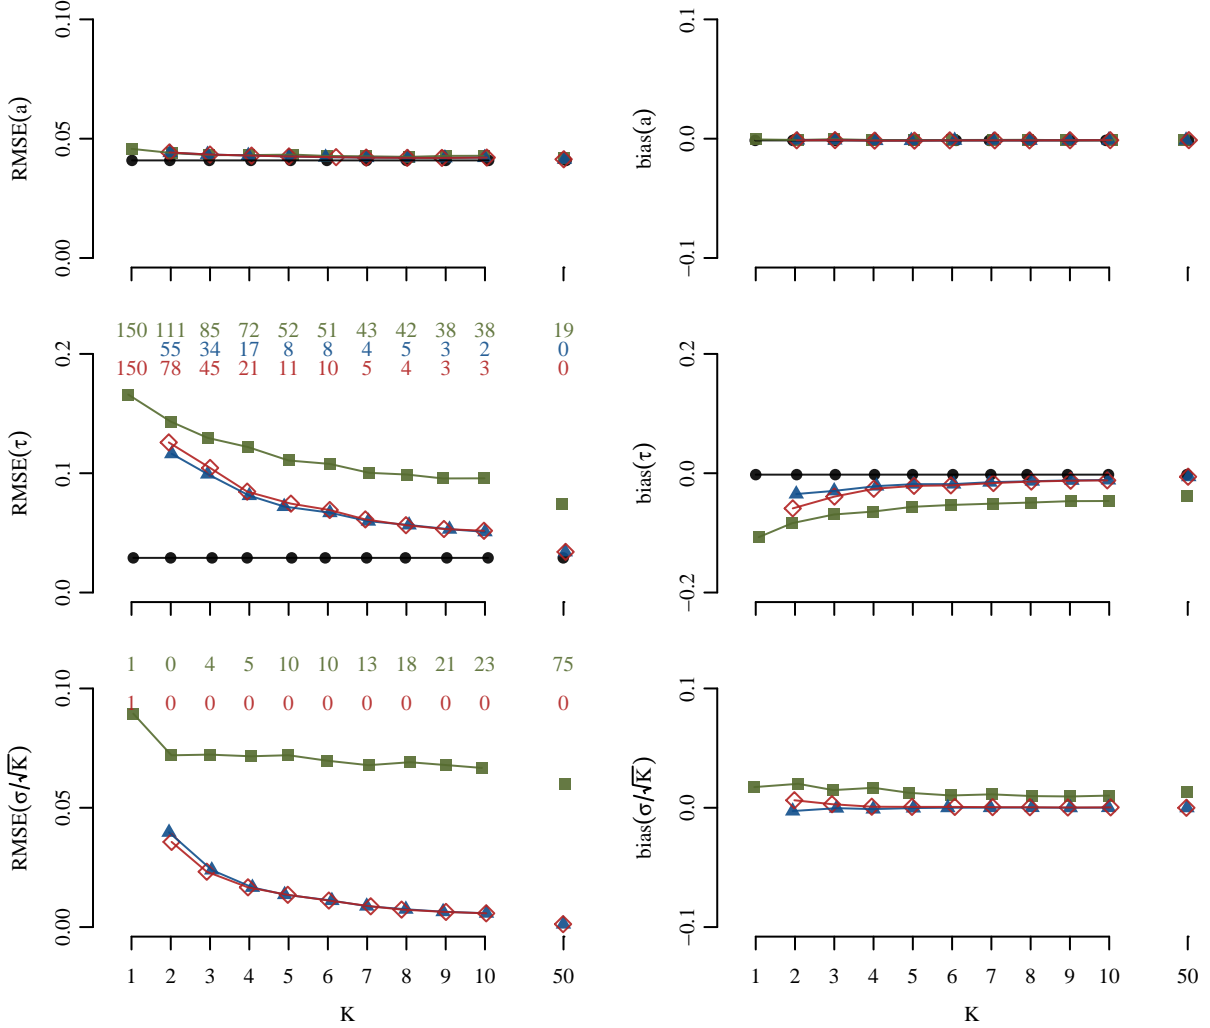 0.10
0.05
0.00
RMSE(a)
0.1
0.0
−0.1
bias(a)
150 111 85 72 52 51 43 42 38 38 19
55 34 17 8 8 4 5 3 2 0
150 78 45 21 11 10 5 4 3 3 0
0.2
0.1
0.0
RMSE(τ)
0.2
0.0
−0.2
bias(τ)
1 0 4 5 10 10 13 18 21 23 75
1 0 0 0 0 0 0 0 0 0 0
0.10
0.05
0.00
RMSE(σ/√K)
0.1
0.0
−0.1
bias(σ/√K)
1 2 3 4 5 6 7 8 9 10 50
K
1 2 3 4 5 6 7 8 9 10 50
K